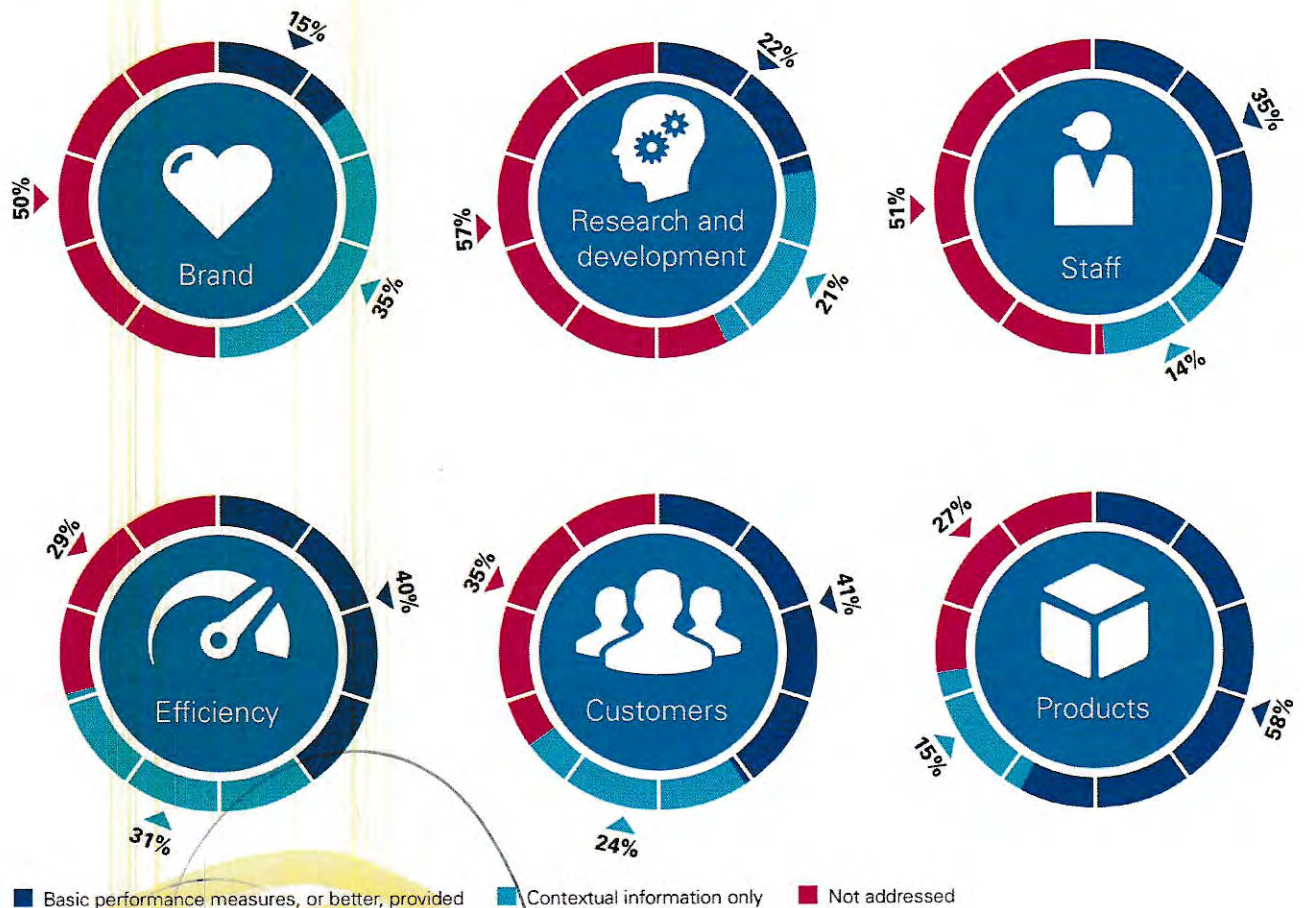 15%
50%
35%
Brand
22%
57%
21%
Research and
development
35%
51%
14%
Staff
29%
40%
31%
Efficiency
35%
41%
24%
Customers
27%
58%
15%
Products
Basic performance measures, or better, provided
Contextual information only
Not addressed